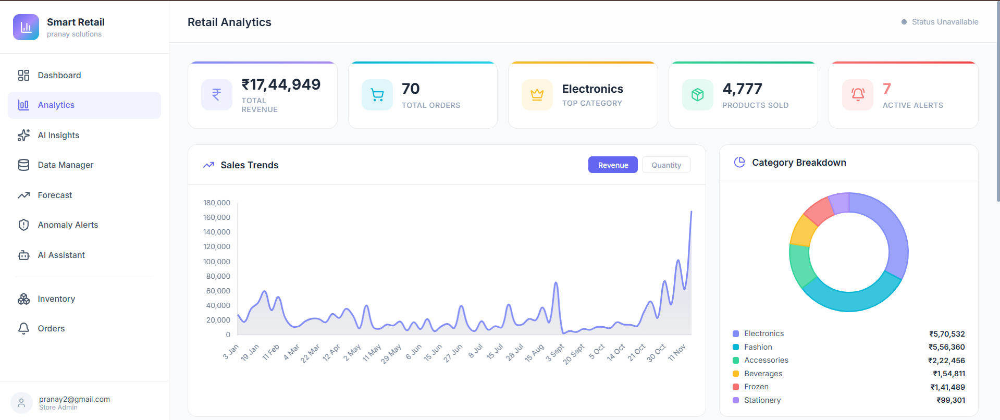 Smart Retail
pranay solutions
Dashboard
Analytics
AI Insights
Data Manager
Forecast
Anomaly Alerts
AI Assistant
Inventory
Orders
pranay2@gmail.com
Store Admin
Retail Analytics
Status Unavailable
₹17,44,949
TOTAL
REVENUE
70
TOTAL ORDERS
Electronics
TOP CATEGORY
4,777
PRODUCTS SOLD
7
ACTIVE ALERTS
Sales Trends
Revenue
Quantity
180,000
160,000
140,000
120,000
100,000
80,000
60,000
40,000
20,000
0
3 Jan
19 Jan
11 Feb
4 Mar
22 Mar
12 Apr
2 May
11 May
29 May
6 Jun
15 Jun
27 Jun
8 Jul
15 Jul
28 Jul
15 Aug
3 Sept
20 Sept
5 Oct
14 Oct
21 Oct
30 Oct
11 Nov
Category Breakdown
Electronics ₹5,70,532
Fashion ₹5,56,360
Accessories ₹2,22,456
Beverages ₹1,54,811
Frozen ₹1,41,489
Stationery ₹99,301